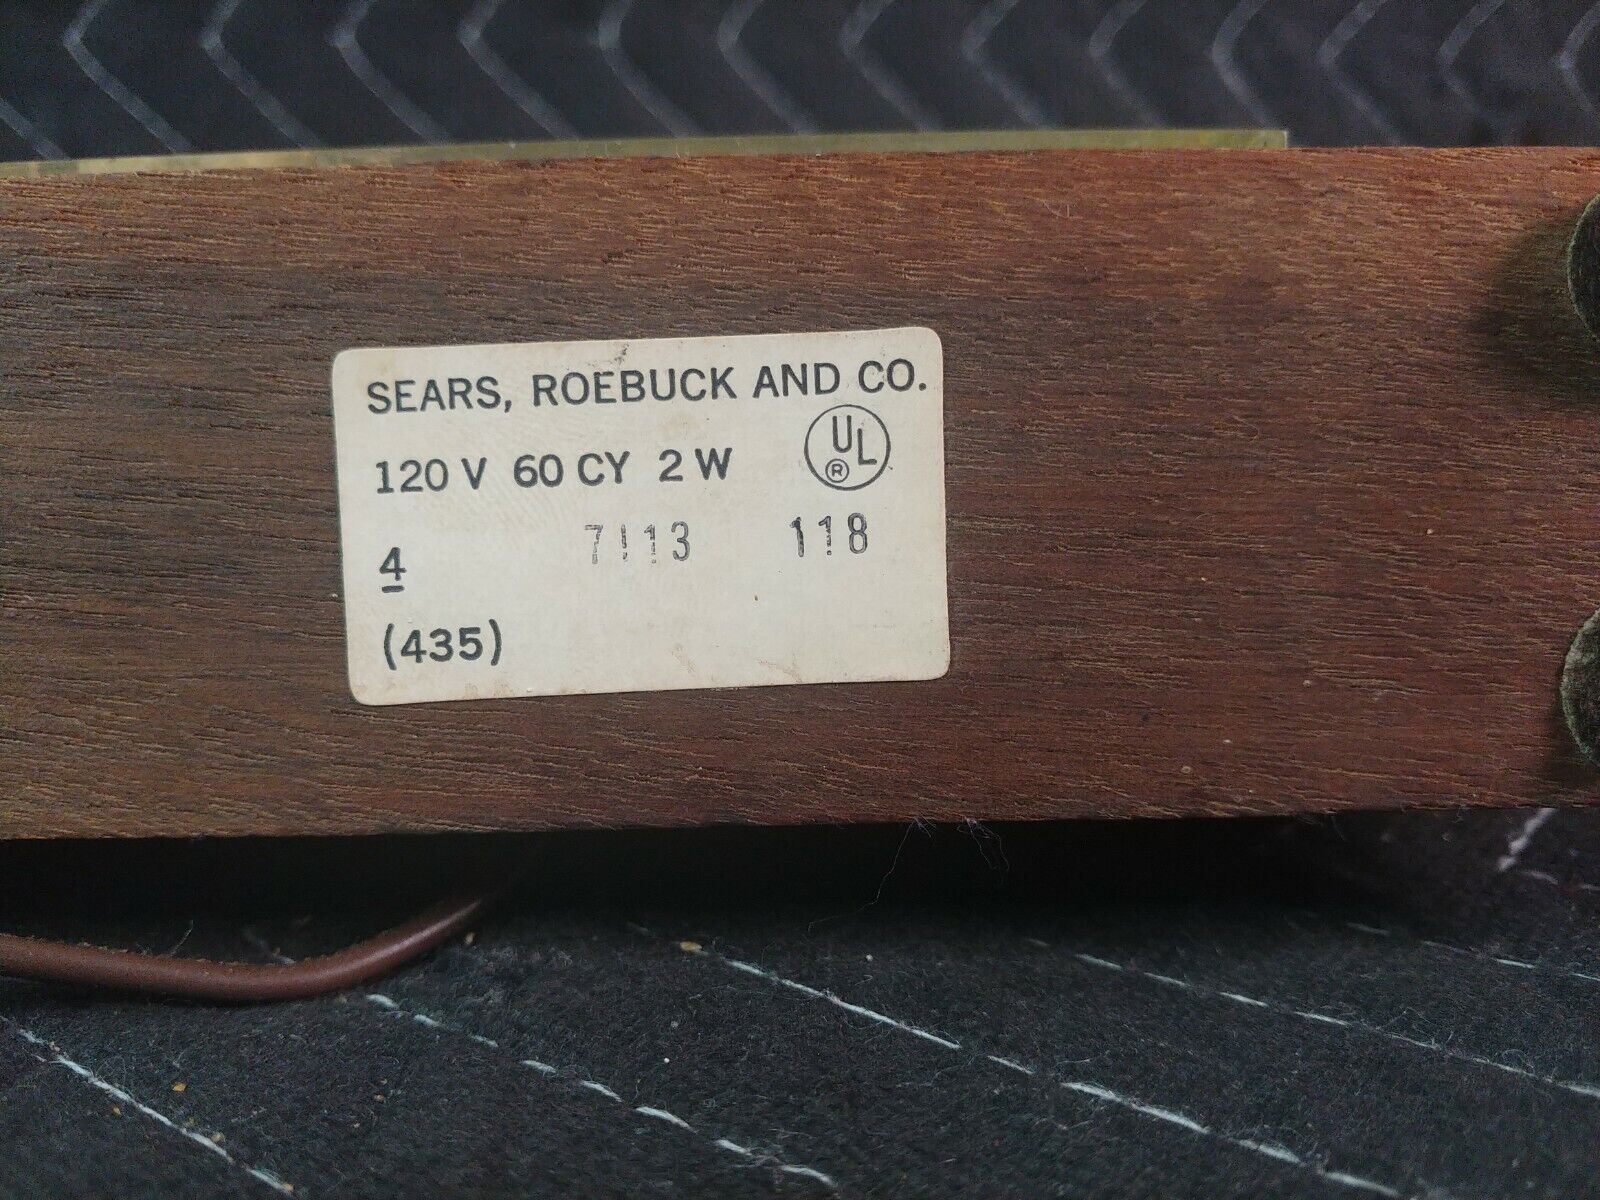 SEARS, ROEBUCK AND CO.
120 V 60 CY 2 W UL ®
7113 118
4
(435)